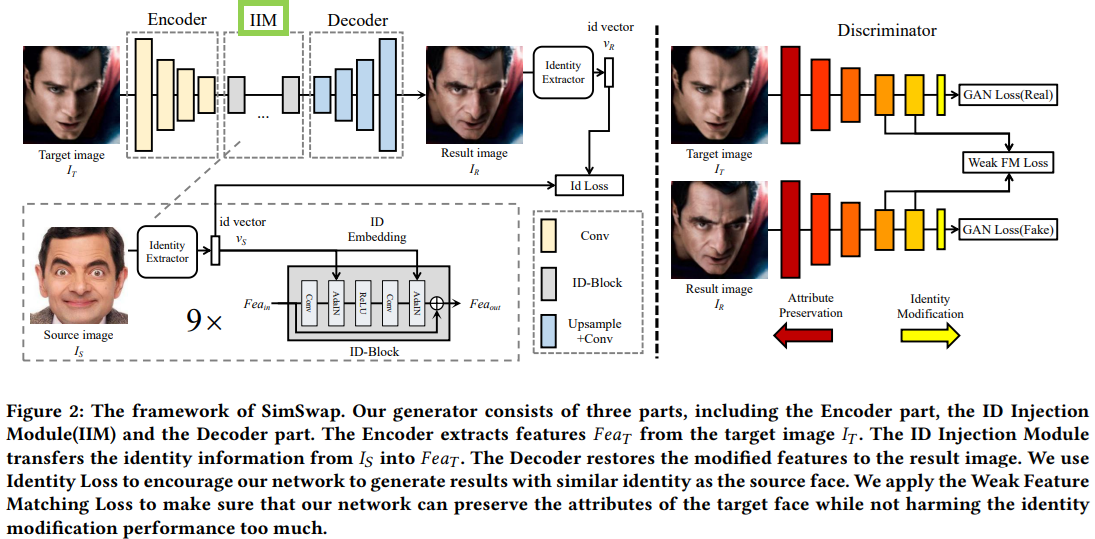 Encoder
IIM
Decoder
id vector
v_R
Identity
Extractor
...
Target image
I_T
Result image
I_R
Id Loss
id vector
v_S
ID
Embedding
Identity
Extractor
Fea_in
Conv
AdaIN
ReLU
Conv
AdaIN
Fea_out
9×
ID-Block
Source image
I_S
Conv
ID-Block
Upsample
+Conv
Discriminator
GAN Loss(Real)
Target image
I_T
Weak FM Loss
GAN Loss(Fake)
Result image
I_R
Attribute
Preservation
Identity
Modification
Figure 2: The framework of SimSwap. Our generator consists of three parts, including the Encoder part, the ID Injection
Module(IIM) and the Decoder part. The Encoder extracts features Fea_T from the target image I_T. The ID Injection Module
transfers the identity information from I_S into Fea_T. The Decoder restores the modified features to the result image. We use
Identity Loss to encourage our network to generate results with similar identity as the source face. We apply the Weak Feature
Matching Loss to make sure that our network can preserve the attributes of the target face while not harming the identity
modification performance too much.